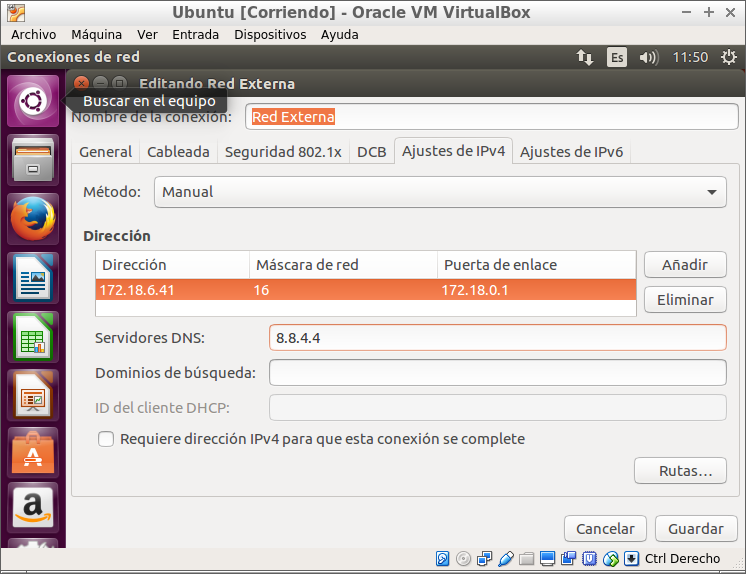 Ubuntu [Corriendo] - Oracle VM VirtualBox
Archivo Máquina Ver Entrada Dispositivos Ayuda
Conexiones de red Es 11:50
Editando Red Externa
Buscar en el equipo
Nombre de la conexión: Red Externa
General Cableada Seguridad 802.1x DCB Ajustes de IPv4 Ajustes de IPv6
Método: Manual
Dirección
Dirección Máscara de red Puerta de enlace Añadir
172.18.6.41 16 172.18.0.1
Eliminar
Servidores DNS: 8.8.4.4
Dominios de búsqueda:
ID del cliente DHCP:
Requiere dirección IPv4 para que esta conexión se complete
Rutas...
Cancelar Guardar
Ctrl Derecho